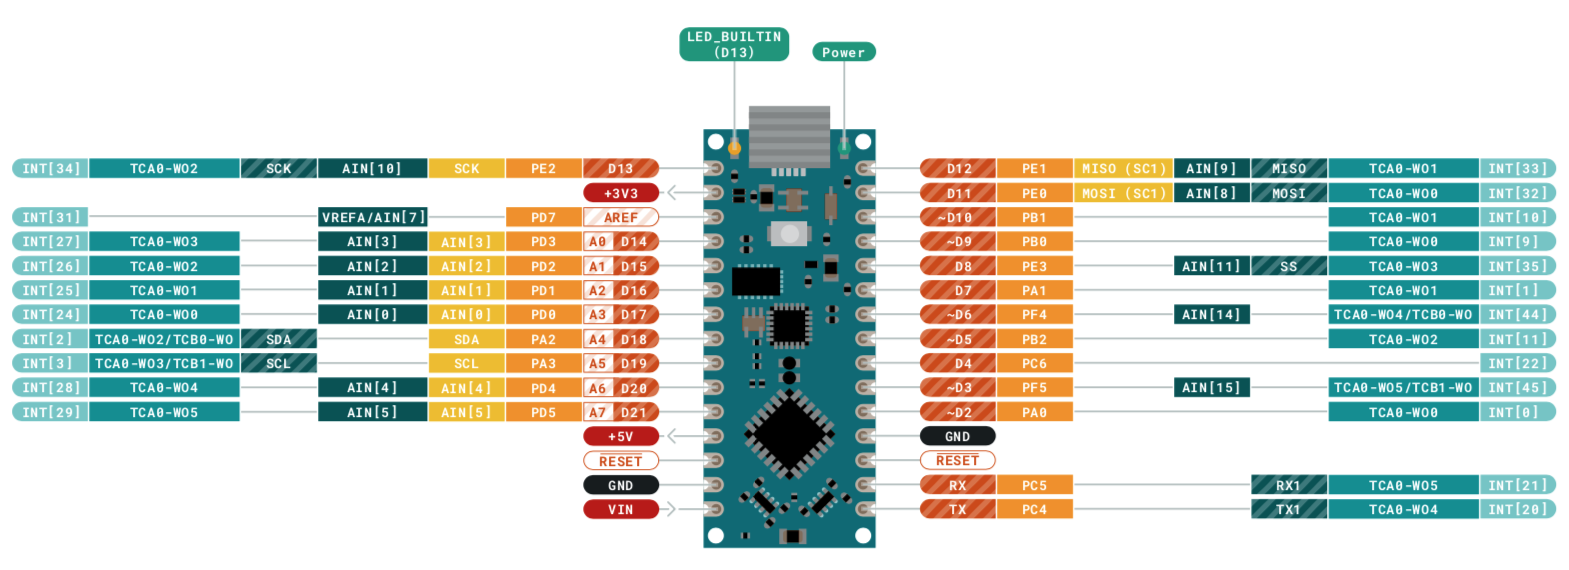 LED_BUILTIN
(D13)
Power
INT[34] TCA0-WO2 SCK AIN[10] SCK PE2 D13
D12 PE1 MISO (SC1) AIN[9] MISO TCA0-WO1 INT[33]
+3V3
D11 PE0 MOSI (SC1) AIN[8] MOSI TCA0-WO0 INT[32]
INT[31] VREFA/AIN[7] PD7 AREF
~D10 PB1 TCA0-WO1 INT[10]
INT[27] TCA0-WO3 AIN[3] AIN[3] PD3 A0 D14
~D9 PB0 TCA0-WO0 INT[9]
INT[26] TCA0-WO2 AIN[2] AIN[2] PD2 A1 D15
D8 PE3 AIN[11] SS TCA0-WO3 INT[35]
INT[25] TCA0-WO1 AIN[1] AIN[1] PD1 A2 D16
D7 PA1 TCA0-WO1 INT[1]
INT[24] TCA0-WO0 AIN[0] AIN[0] PD0 A3 D17
~D6 PF4 AIN[14] TCA0-WO4/TCB0-WO INT[44]
INT[2] TCA0-WO2/TCB0-WO SDA SDA PA2 A4 D18
~D5 PB2 TCA0-WO2 INT[11]
INT[3] TCA0-WO3/TCB1-WO SCL SCL PA3 A5 D19
D4 PC6 INT[22]
INT[28] TCA0-WO4 AIN[4] AIN[4] PD4 A6 D20
~D3 PF5 AIN[15] TCA0-WO5/TCB1-WO INT[45]
INT[29] TCA0-WO5 AIN[5] AIN[5] PD5 A7 D21
~D2 PA0 TCA0-WO0 INT[0]
+5V
GND
RESET
RESET
GND
RX PC5 RX1 TCA0-WO5 INT[21]
VIN
TX PC4 TX1 TCA0-WO4 INT[20]